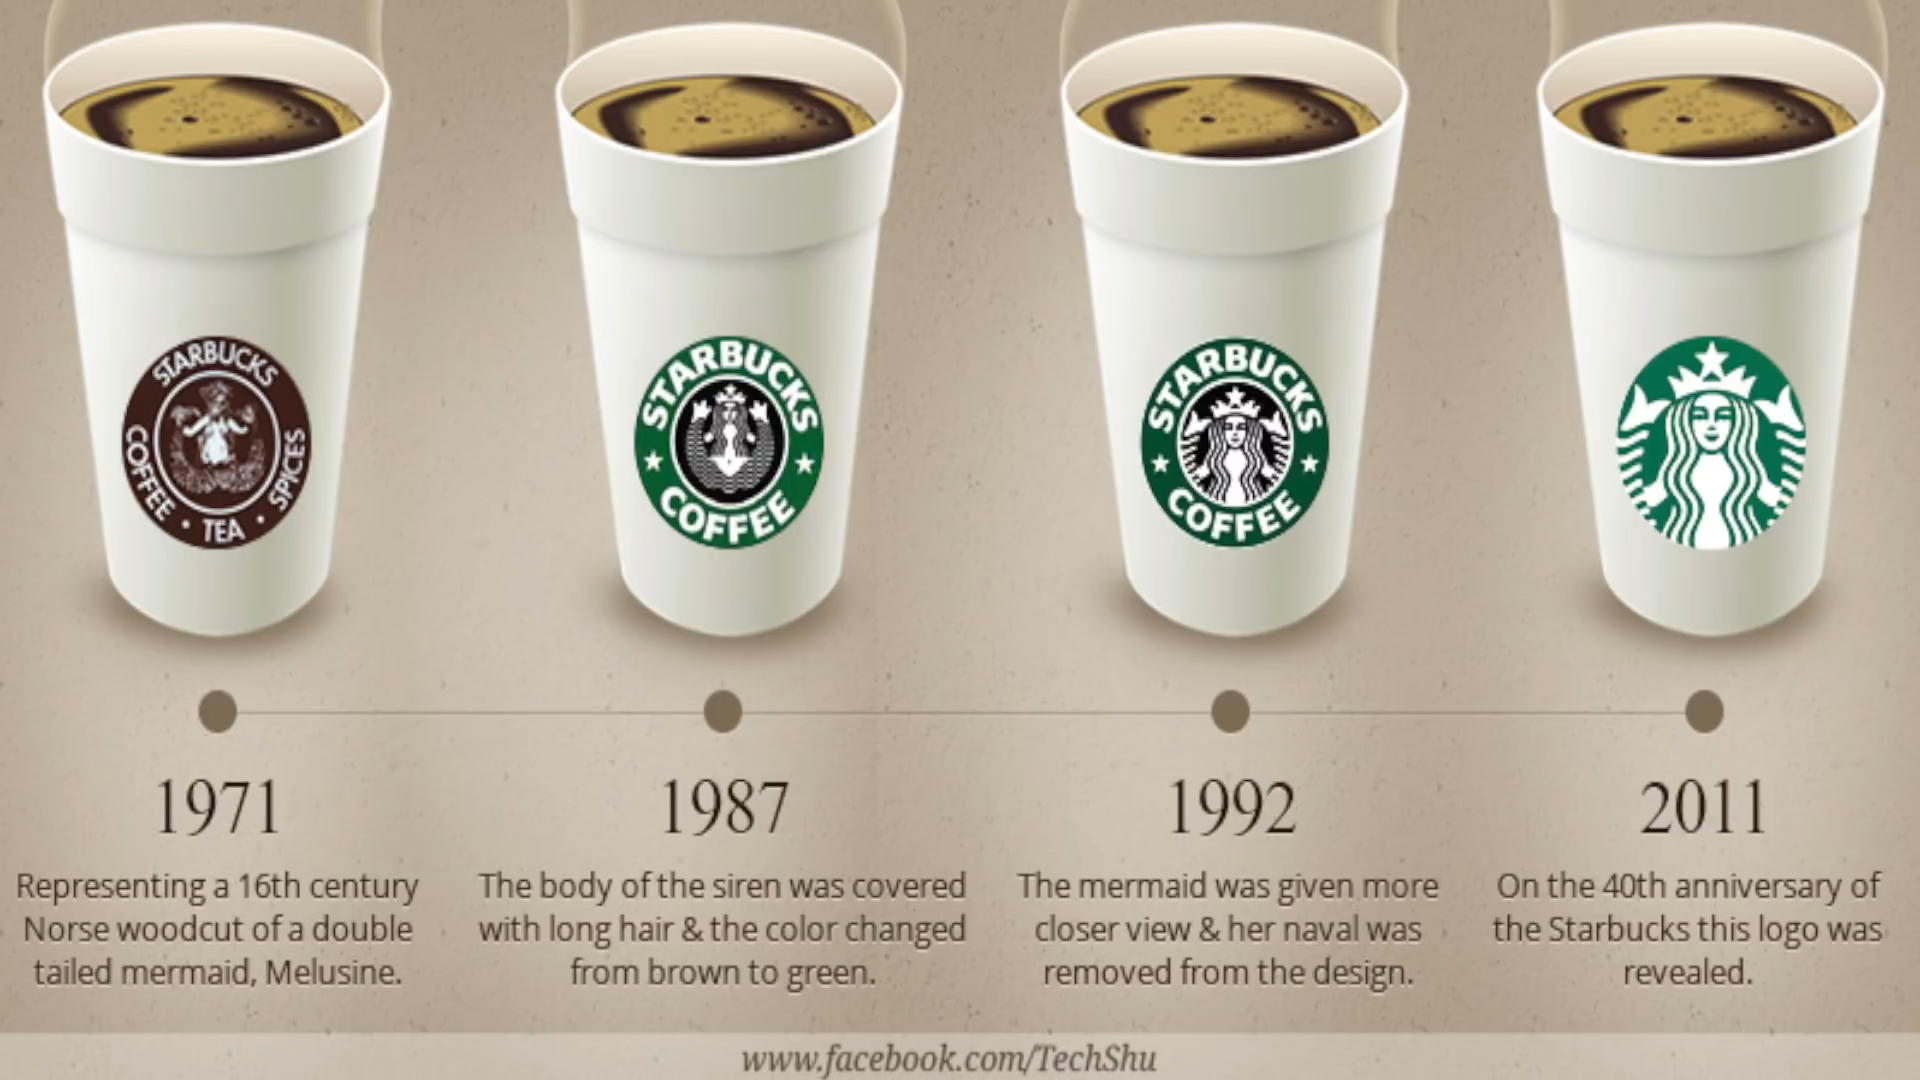 STARBUCKS
COFFEE • TEA • SPICES
STARBUCKS
COFFEE
STARBUCKS
COFFEE
1971
Representing a 16th century
Norse woodcut of a double
tailed mermaid, Melusine.
1987
The body of the siren was covered
with long hair & the color changed
from brown to green.
1992
The mermaid was given more
closer view & her naval was
removed from the design.
2011
On the 40th anniversary of
the Starbucks this logo was
revealed.
www.facebook.com/TechShu